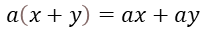 a(x + y) = ax + ay